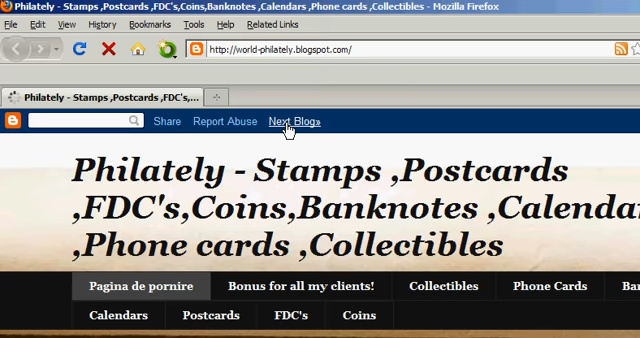 Philately - Stamps ,Postcards ,FDC's,Coins,Banknotes ,Calendars ,Phone cards ,Collectibles - Mozilla Firefox
File Edit View History Bookmarks Tools Help Related Links
http://world-philately.blogspot.com/
Philately - Stamps ,Postcards ,FDC's,...
Share Report Abuse Next Blog»
Philately - Stamps ,Postcards
,FDC's,Coins,Banknotes ,Calenda
,Phone cards ,Collectibles
Pagina de pornire Bonus for all my clients! Collectibles Phone Cards Ba
Calendars Postcards FDC's Coins